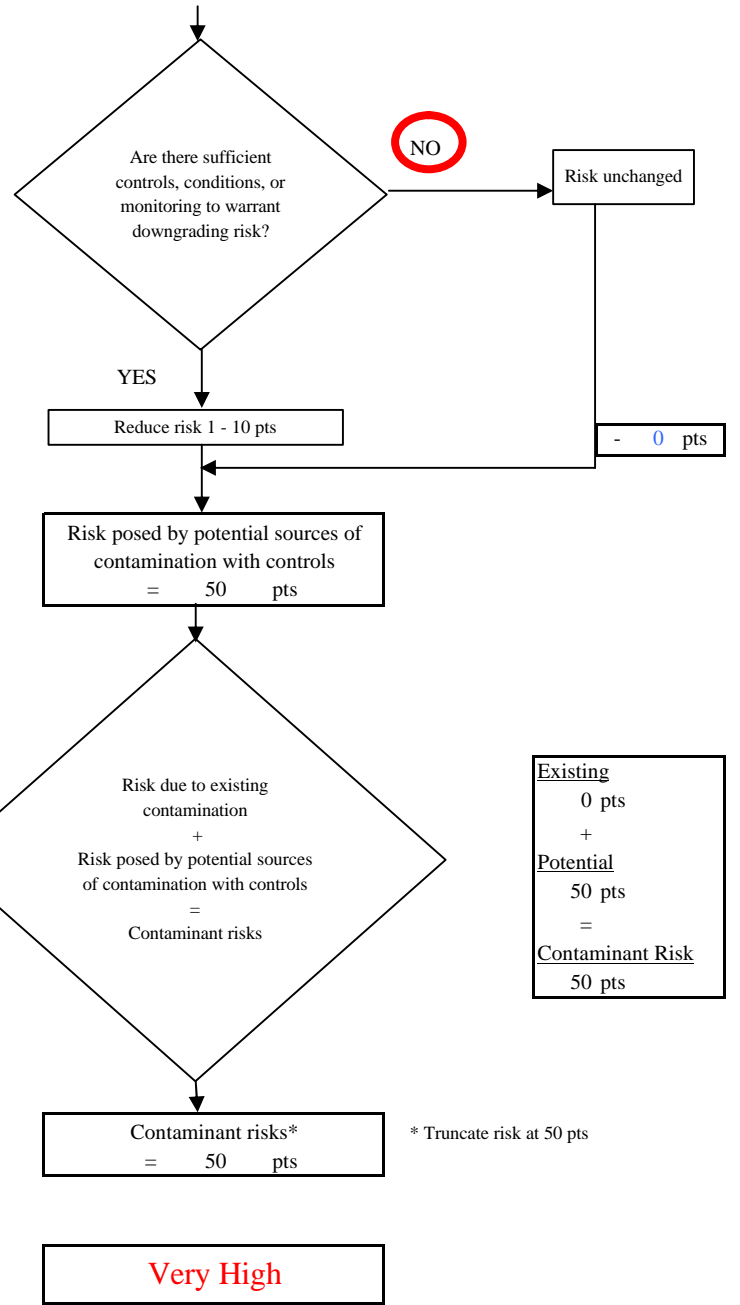 Are there sufficient
controls, conditions, or
monitoring to warrant
downgrading risk?
NO
Risk unchanged
YES
Reduce risk 1 - 10 pts
- 0 pts
Risk posed by potential sources of
contamination with controls
= 50 pts
Risk due to existing
contamination
+
Risk posed by potential sources
of contamination with controls
=
Contaminant risks
Existing
0 pts
+
Potential
50 pts
=
Contaminant Risk
50 pts
Contaminant risks*
= 50 pts
* Truncate risk at 50 pts
Very High